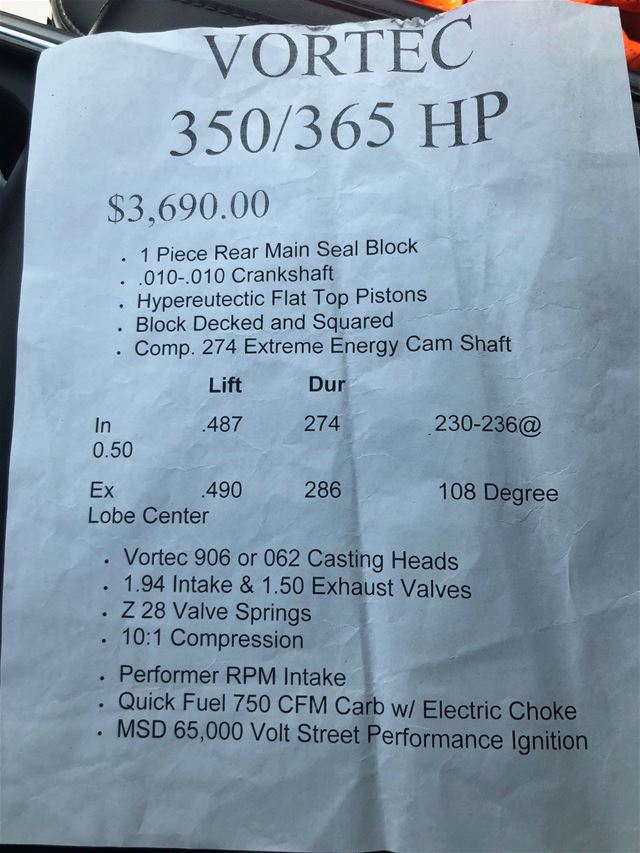 VORTEC
350/365 HP
$3,690.00
• 1 Piece Rear Main Seal Block
• .010-.010 Crankshaft
• Hypereutectic Flat Top Pistons
• Block Decked and Squared
• Comp. 274 Extreme Energy Cam Shaft
Lift Dur
In .487 274 230-236@
0.50
Ex .490 286 108 Degree
Lobe Center
• Vortec 906 or 062 Casting Heads
• 1.94 Intake & 1.50 Exhaust Valves
• Z 28 Valve Springs
• 10:1 Compression
• Performer RPM Intake
• Quick Fuel 750 CFM Carb w/ Electric Choke
• MSD 65,000 Volt Street Performance Ignition